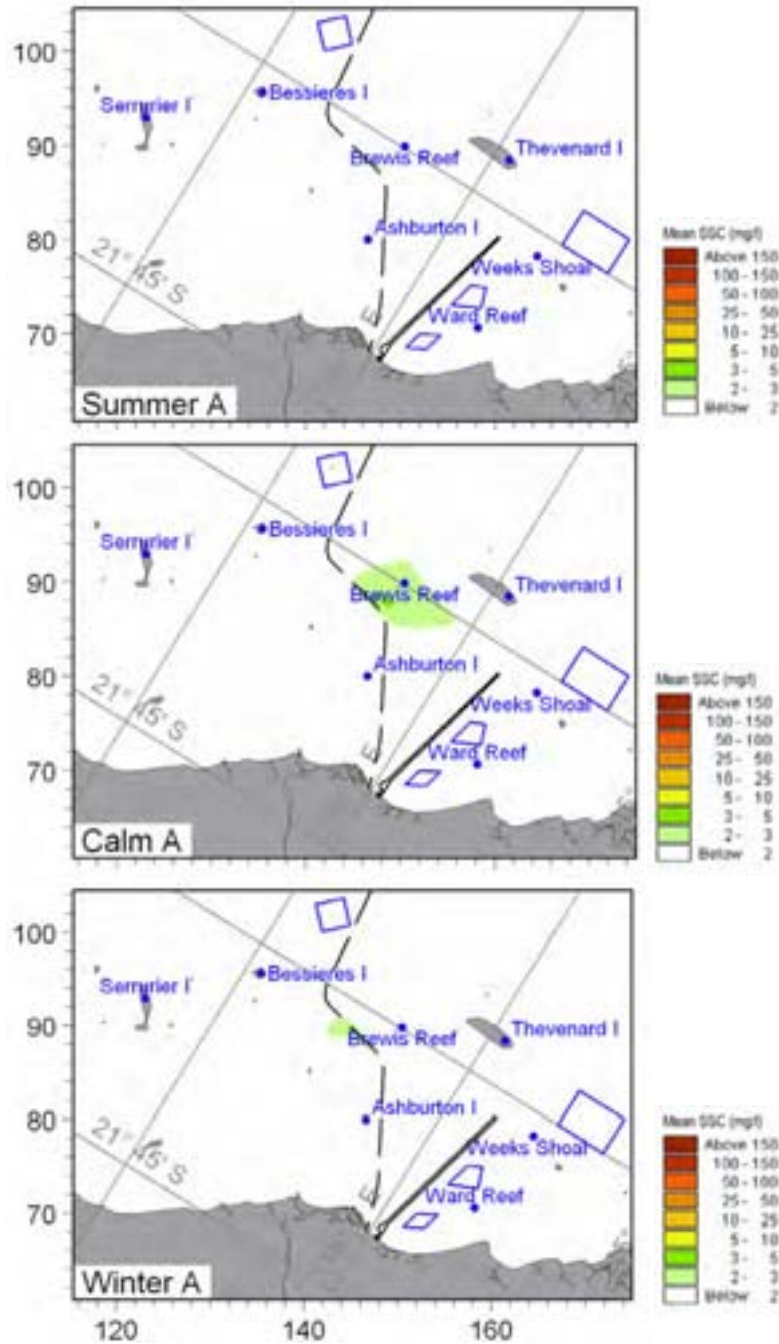 100
90
80
70
Serrurier I
Bessieres I
Brewis Reef
Thevenard I
Ashburton I
Weeks Shoal
Ward Reef
21° 45' S
Summer A
Mean SSC (mg/l)
Above 150
100 - 150
50 - 100
25 - 50
10 - 25
5 - 10
3 - 5
2 - 3
Below 2
100
90
80
70
Serrurier I
Bessieres I
Brewis Reef
Thevenard I
Ashburton I
Weeks Shoal
Ward Reef
21° 45' S
Calm A
Mean SSC (mg/l)
Above 150
100 - 150
50 - 100
25 - 50
10 - 25
5 - 10
3 - 5
2 - 3
Below 2
100
90
80
70
Serrurier I
Bessieres I
Brewis Reef
Thevenard I
Ashburton I
Weeks Shoal
Ward Reef
21° 45' S
Winter A
Mean SSC (mg/l)
Above 150
100 - 150
50 - 100
25 - 50
10 - 25
5 - 10
3 - 5
2 - 3
Below 2
120
140
160